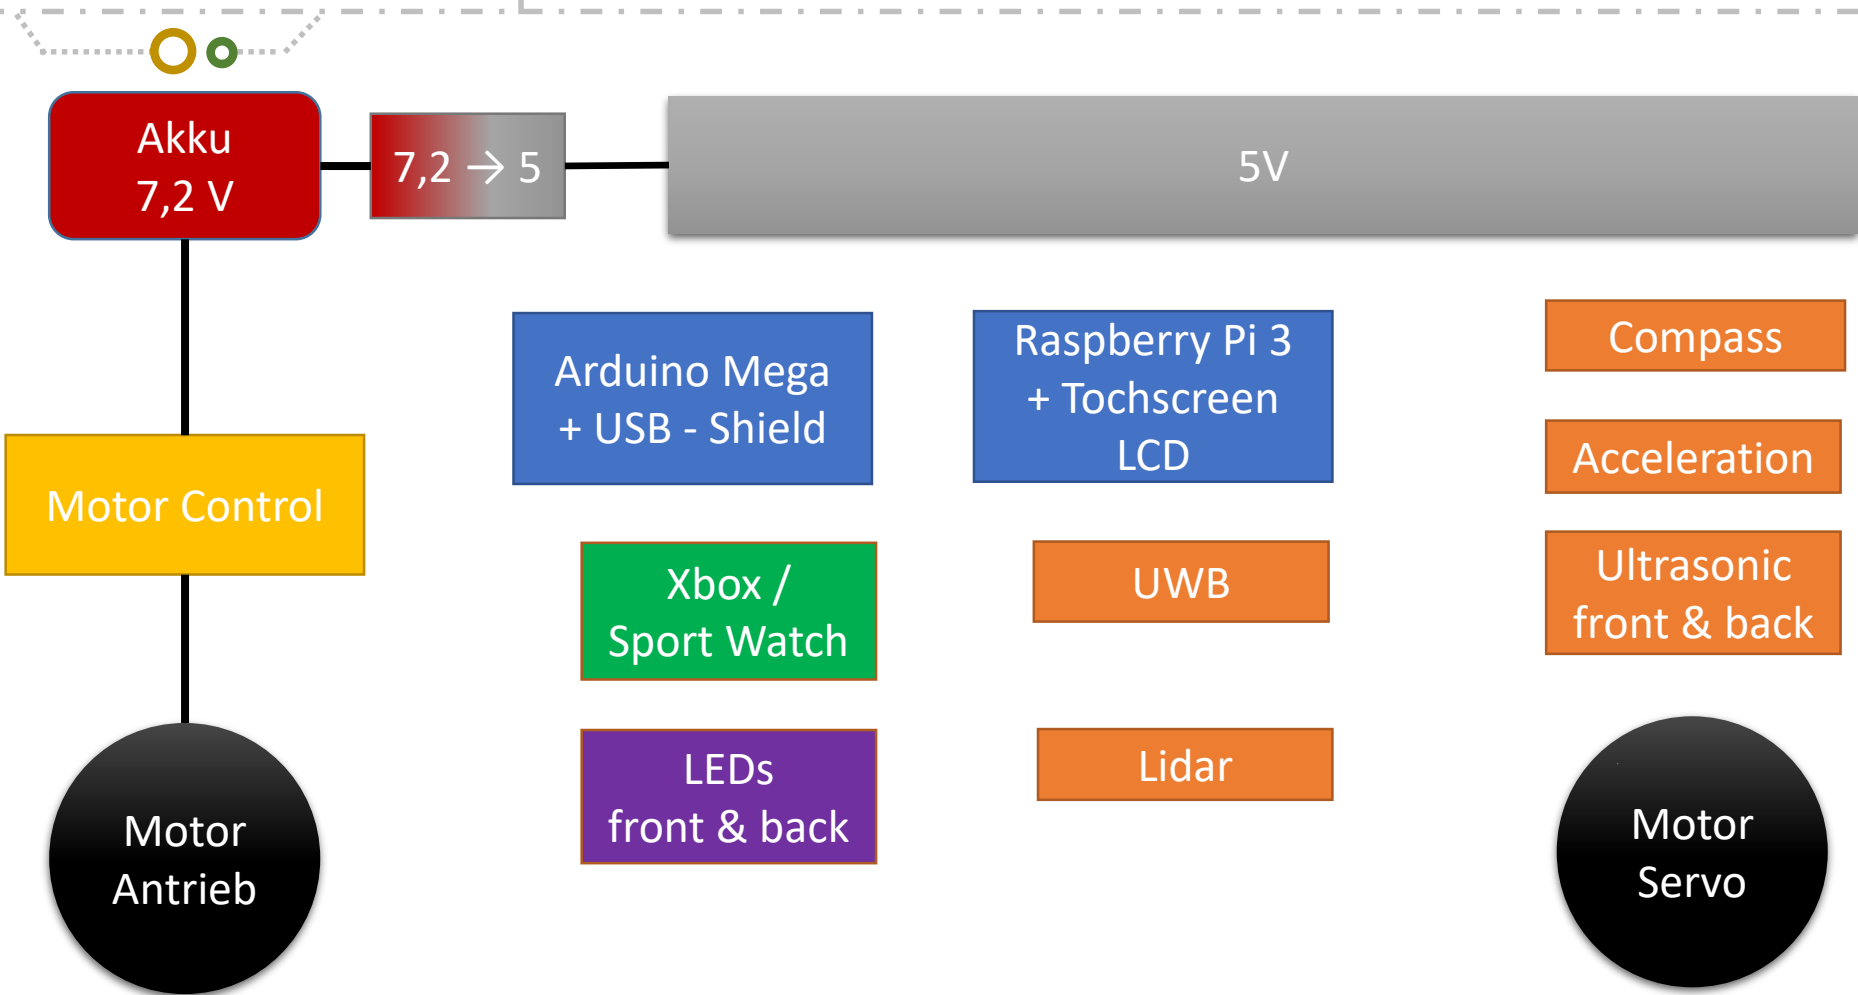 Akku
7,2 V
7,2 → 5
5V
Arduino Mega
+ USB - Shield
Raspberry Pi 3
+ Tochscreen
LCD
Compass
Acceleration
Motor Control
Xbox /
Sport Watch
UWB
Ultrasonic
front & back
LEDs
front & back
Lidar
Motor
Antrieb
Motor
Servo